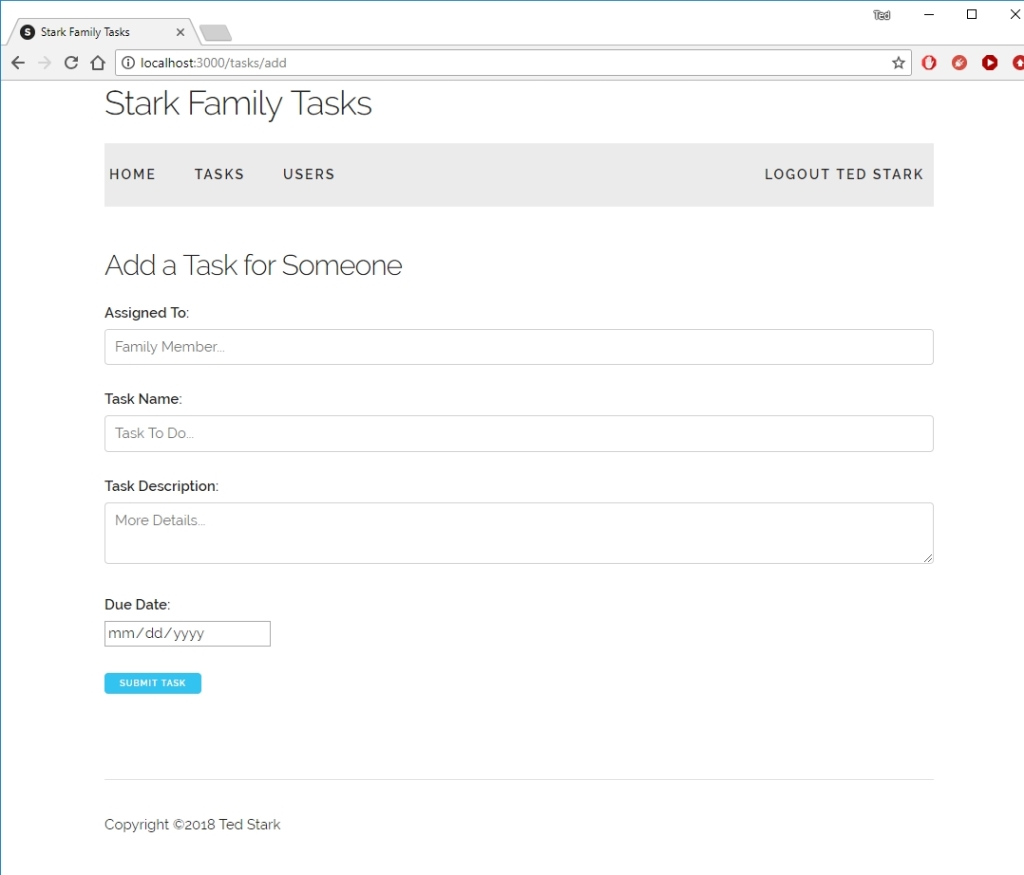 Ted
Stark Family Tasks
localhost:3000/tasks/add
Stark Family Tasks
HOME TASKS USERS LOGOUT TED STARK
Add a Task for Someone
Assigned To:
Family Member...
Task Name:
Task To Do...
Task Description:
More Details...
Due Date:
mm/dd/yyyy
SUBMIT TASK
Copyright ©2018 Ted Stark